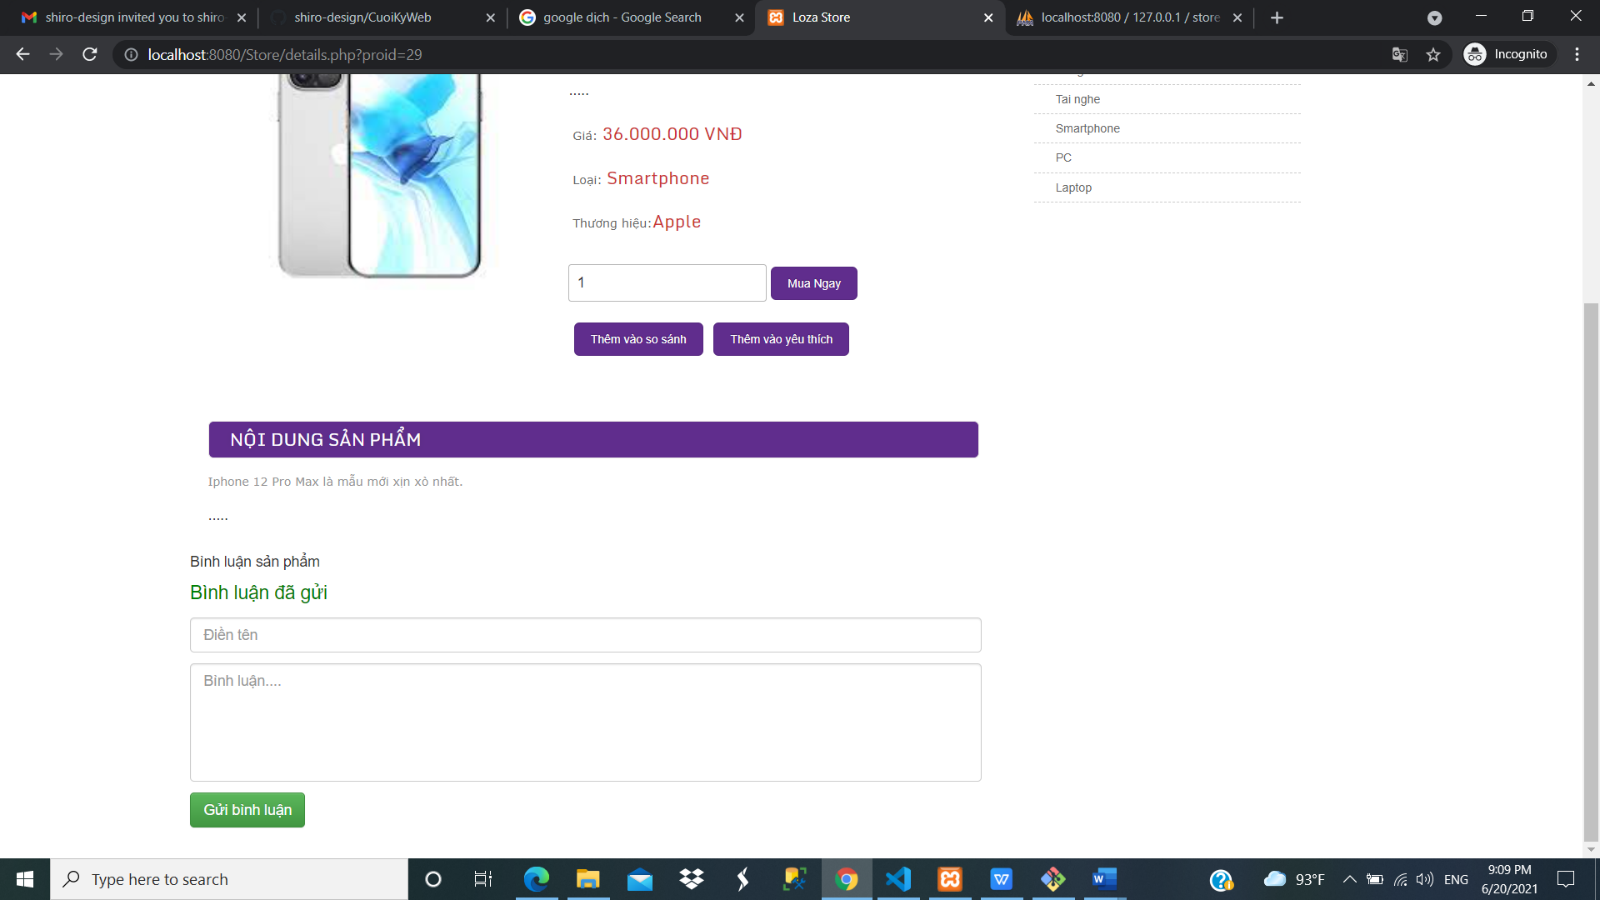 shiro-design invited you to shiro
shiro-design/CuoiKyWeb
google dịch - Google Search
Loza Store
localhost:8080 / 127.0.0.1 / store
localhost:8080/Store/details.php?proid=29
Incognito
.....
Giá: 36.000.000 VNĐ
Loại: Smartphone
Thương hiệu:Apple
1
Mua Ngay
Thêm vào so sánh
Thêm vào yêu thích
Tai nghe
Smartphone
PC
Laptop
NỘI DUNG SẢN PHẨM
Iphone 12 Pro Max là mẫu mới xịn xò nhất.
.....
Bình luận sản phẩm
Bình luận đã gửi
Điền tên
Bình luận....
Gửi bình luận
Type here to search
93°F
ENG
9:09 PM
6/20/2021